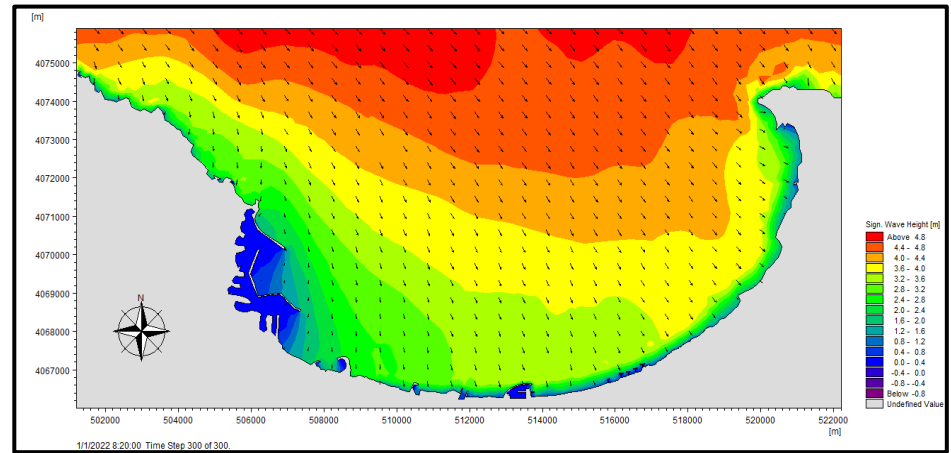 [m]
4075000
4074000
4073000
4072000
4071000
4070000
4069000
4068000
4067000
N
502000 504000 506000 508000 510000 512000 514000 516000 518000 520000 522000
[m]
1/1/2022 8:20:00 Time Step 300 of 300.
Sign. Wave Height [m]
Above 4.8
4.4 - 4.8
4.0 - 4.4
3.6 - 4.0
3.2 - 3.6
2.8 - 3.2
2.4 - 2.8
2.0 - 2.4
1.6 - 2.0
1.2 - 1.6
0.8 - 1.2
0.4 - 0.8
0.0 - 0.4
-0.4 - 0.0
-0.8 - -0.4
Below -0.8
Undefined Value